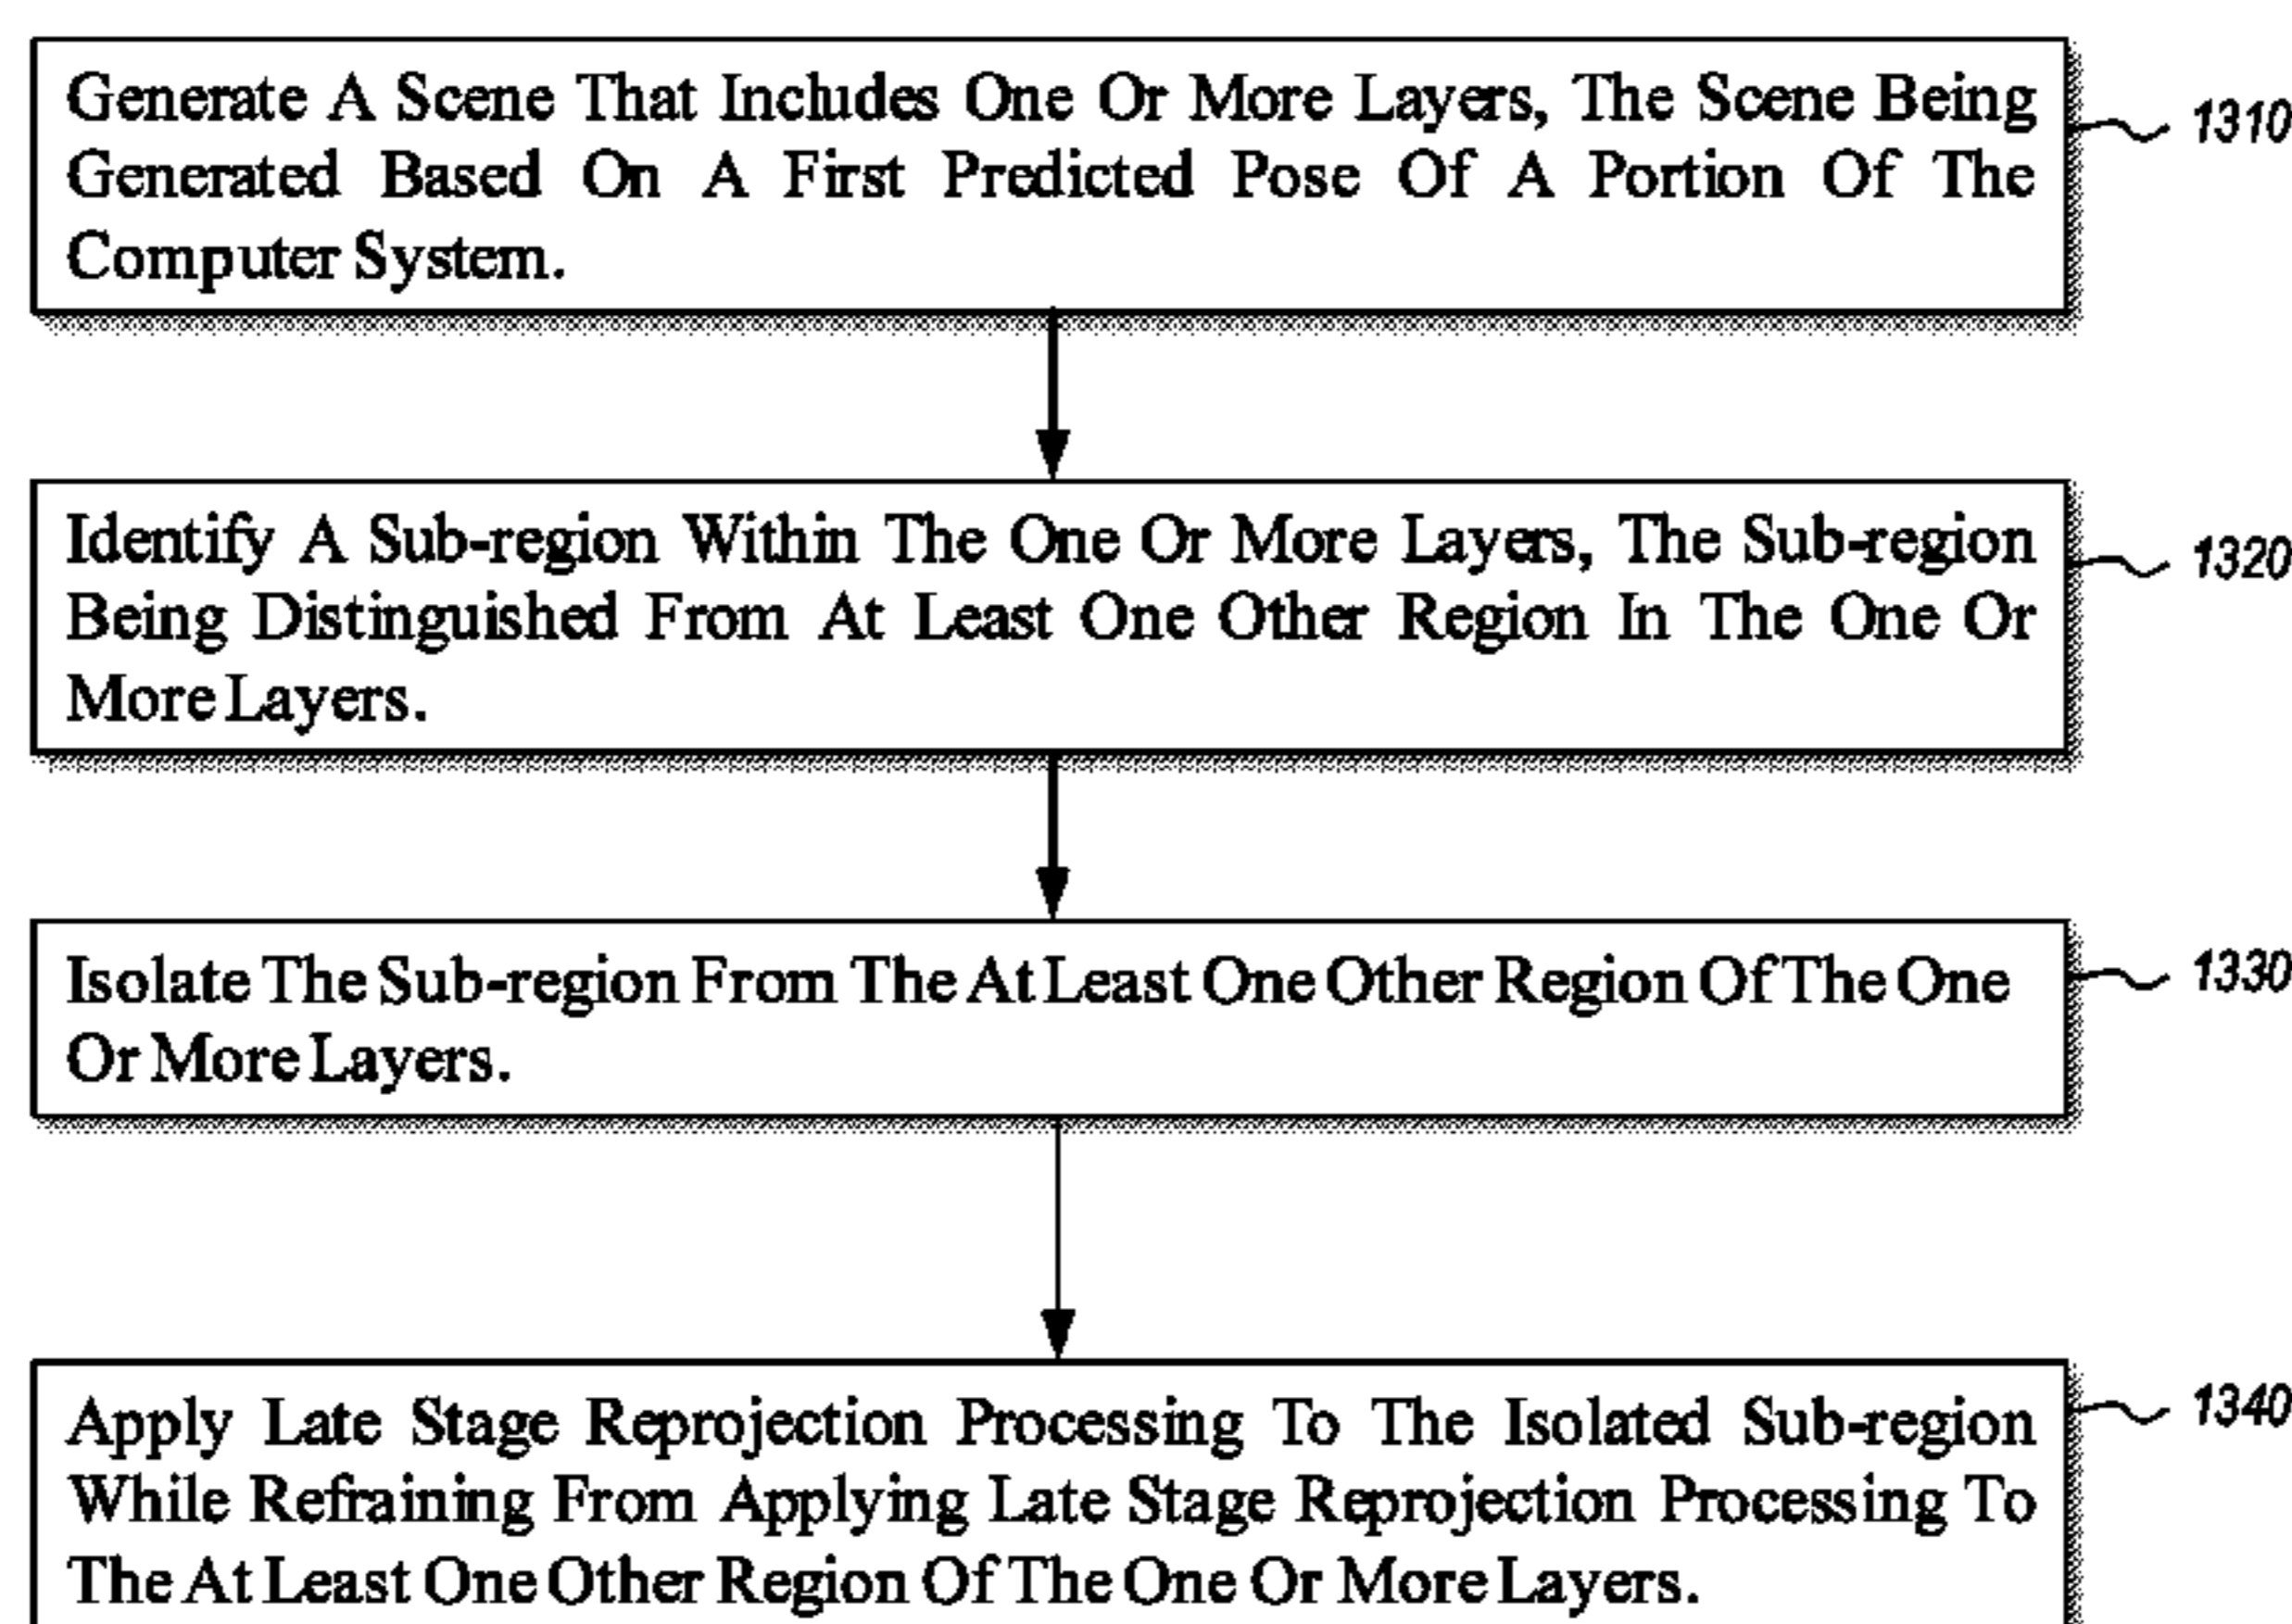 Generate A Scene That Includes One Or More Layers, The Scene Being
Generated Based On A First Predicted Pose Of A Portion Of The
Computer System.
1310
Identify A Sub-region Within The One Or More Layers, The Sub-region
Being Distinguished From At Least One Other Region In The One Or
More Layers.
1320
Isolate The Sub-region From The At Least One Other Region Of The One
Or More Layers.
1330
Apply Late Stage Reprojection Processing To The Isolated Sub-region
While Refraining From Applying Late Stage Reprojection Processing To
The At Least One Other Region Of The One Or More Layers.
1340